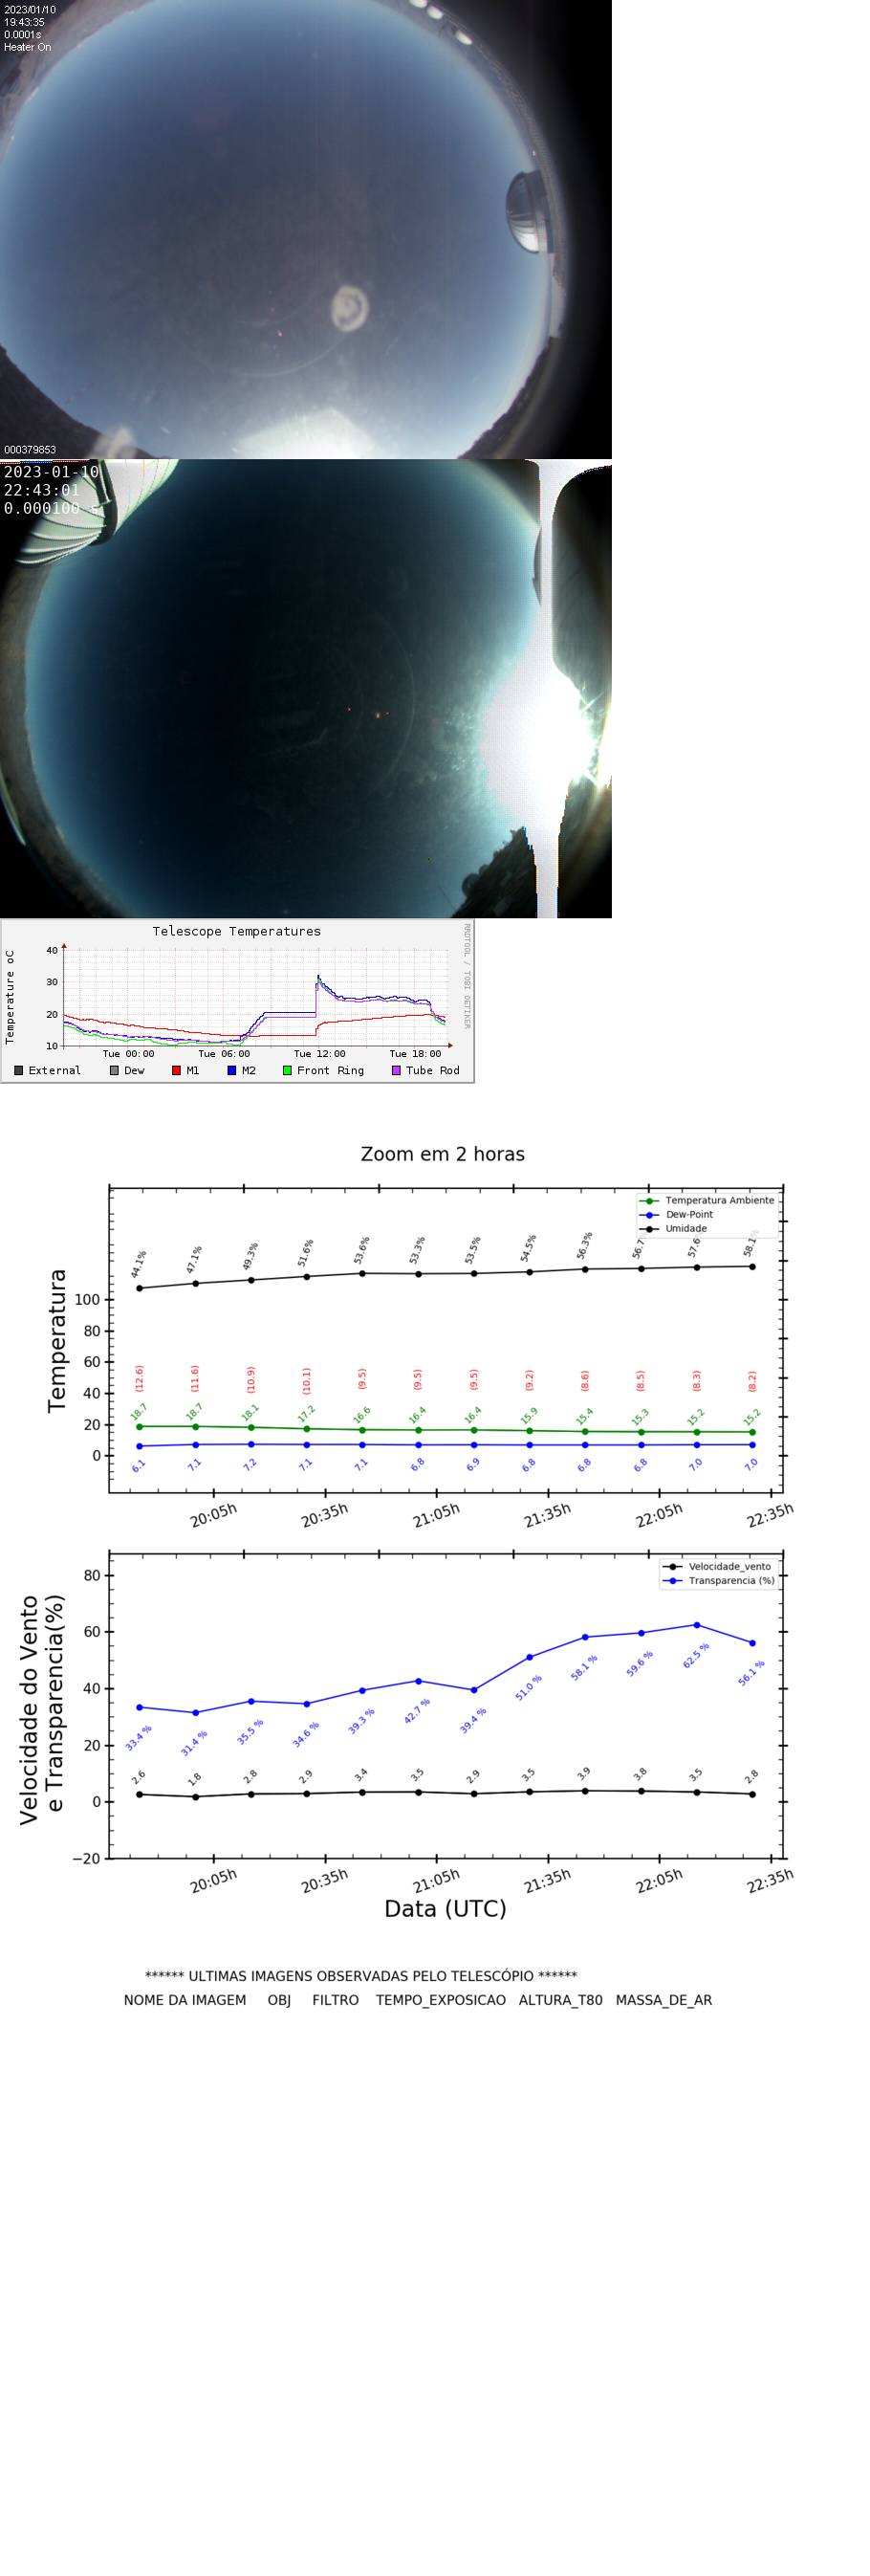 2023/01/10
19:43:35
0.0001s
Heater On
000379853
2023-01-10
22:43:01
0.000100 s
Telescope Temperatures
RRDTOOL / TOBI OETIKER
Temperature oC
40
30
20
10
Tue 00:00 Tue 06:00 Tue 12:00 Tue 18:00
External Dew M1 M2 Front Ring Tube Rod
Zoom em 2 horas
Temperatura Ambiente
Dew-Point
Umidade
44.1% 47.1% 49.3% 51.6% 53.6% 53.3% 53.5% 54.5% 56.3% 56.7 57.6 58.1%
Temperatura
100
80
60
40
20
0
(12.6) (11.6) (10.9) (10.1) (9.5) (9.5) (9.5) (9.2) (8.6) (8.5) (8.3) (8.2)
18.7 18.7 18.1 17.2 16.6 16.4 16.4 15.9 15.4 15.3 15.2 15.2
6.1 7.1 7.2 7.1 7.1 6.8 6.9 6.8 6.8 6.8 7.0 7.0
20:05h 20:35h 21:05h 21:35h 22:05h 22:35h
Velocidade_vento
Transparencia (%)
Velocidade do Vento
e Transparencia(%)
80
60
40
20
0
−20
33.4 % 31.4 % 35.5 % 34.6 % 39.3 % 42.7 % 39.4 % 51.0 % 58.1 % 59.6 % 62.5 % 56.1 %
2.6 1.8 2.8 2.9 3.4 3.5 2.9 3.5 3.9 3.8 3.5 2.8
20:05h 20:35h 21:05h 21:35h 22:05h 22:35h
Data (UTC)
****** ULTIMAS IMAGENS OBSERVADAS PELO TELESCÓPIO ******
NOME DA IMAGEM OBJ FILTRO TEMPO_EXPOSICAO ALTURA_T80 MASSA_DE_AR